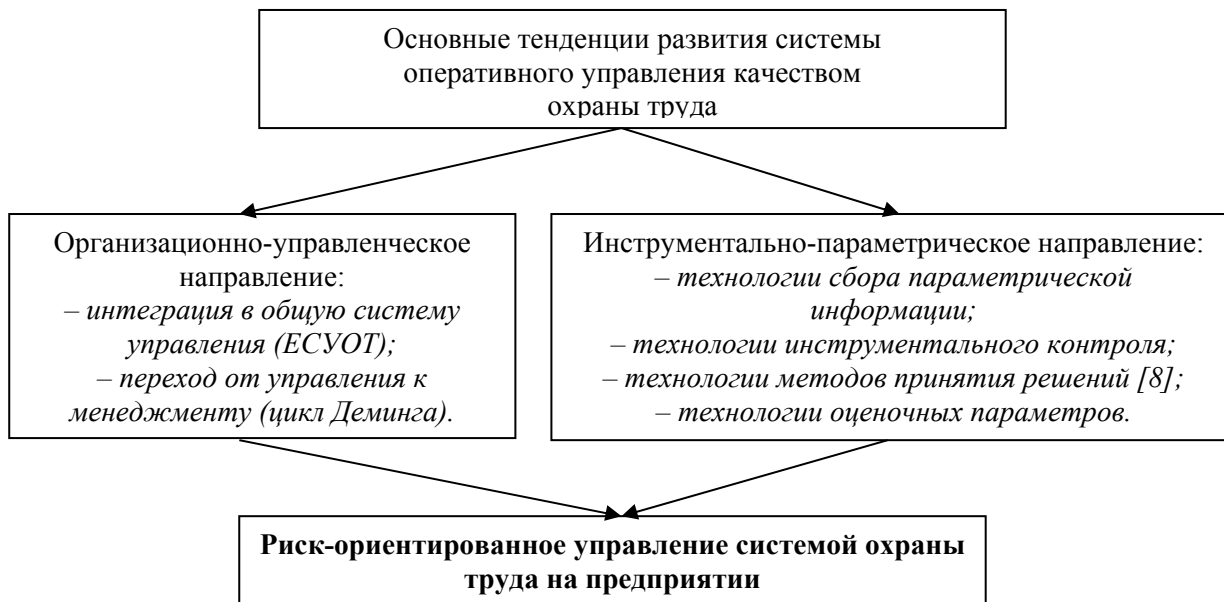 Основные тенденции развития системы
оперативного управления качеством
охраны труда
Организационно-управленческое
направление:
– интеграция в общую систему
управления (ЕСУОТ);
– переход от управления к
менеджменту (цикл Деминга).
Инструментально-параметрическое направление:
– технологии сбора параметрической
информации;
– технологии инструментального контроля;
– технологии методов принятия решений [8];
– технологии оценочных параметров.
Риск-ориентированное управление системой охраны
труда на предприятии